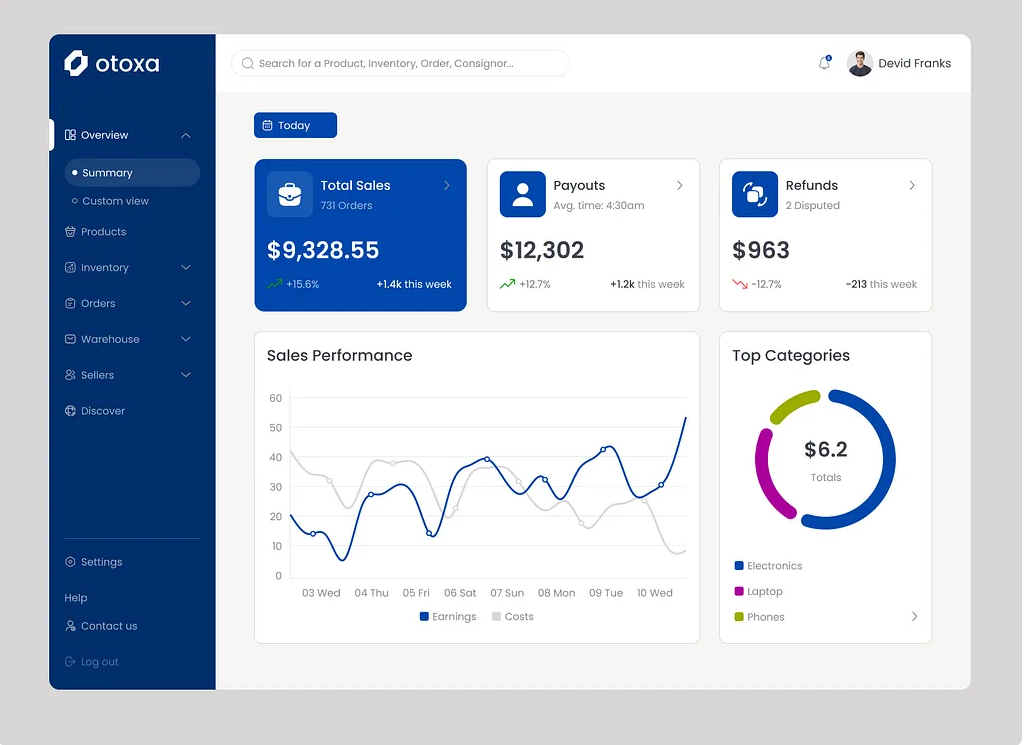 otoxa
Search for a Product, Inventory, Order, Consignor...
4
Devid Franks
Overview
Summary
Custom view
Products
Inventory
Orders
Warehouse
Sellers
Discover
Settings
Help
Contact us
Log out
Today
Total Sales
731 Orders
$9,328.55
+15.6%
+1.4k this week
Payouts
Avg. time: 4:30am
$12,302
+12.7%
+1.2k this week
Refunds
2 Disputed
$963
-12.7%
-213 this week
Sales Performance
60
50
40
30
20
10
0
03 Wed 04 Thu 05 Fri 06 Sat 07 Sun 08 Mon 09 Tue 10 Wed
Earnings Costs
Top Categories
$6.2
Totals
Electronics
Laptop
Phones